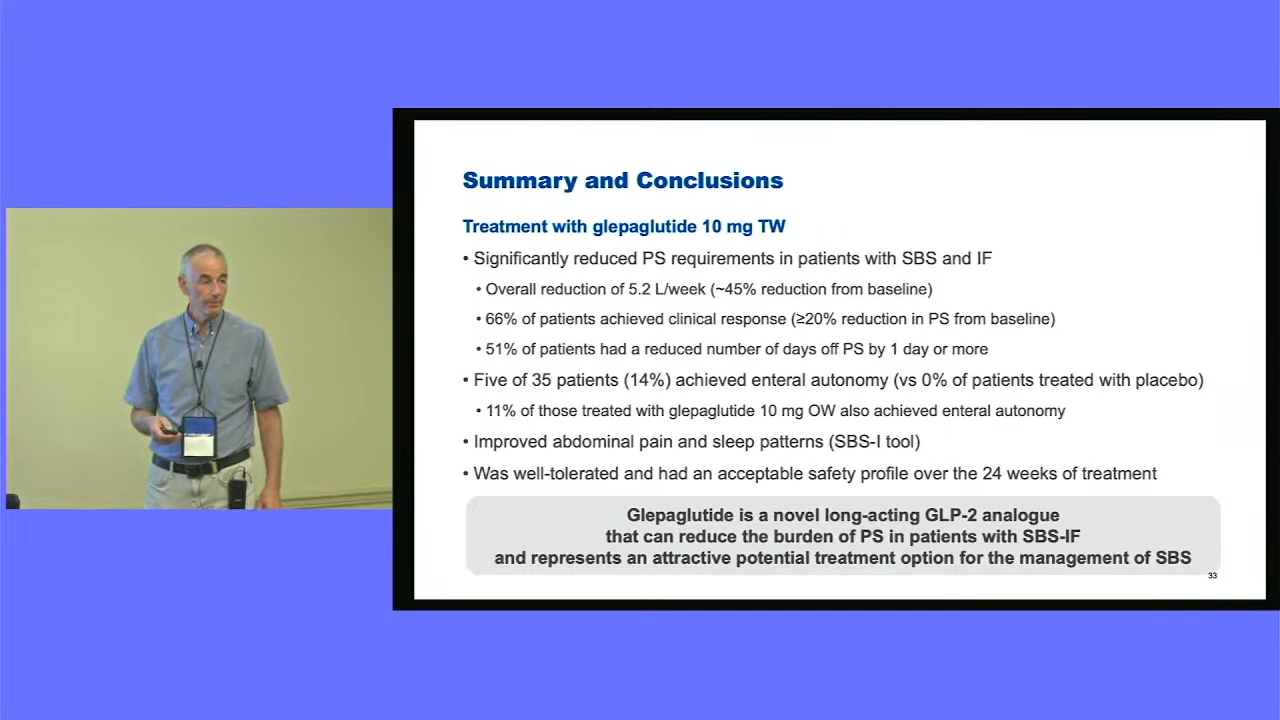 Summary and Conclusions
Treatment with glepaglutide 10 mg TW
• Significantly reduced PS requirements in patients with SBS and IF
• Overall reduction of 5.2 L/week (~45% reduction from baseline)
• 66% of patients achieved clinical response (≥20% reduction in PS from baseline)
• 51% of patients had a reduced number of days off PS by 1 day or more
• Five of 35 patients (14%) achieved enteral autonomy (vs 0% of patients treated with placebo)
• 11% of those treated with glepaglutide 10 mg OW also achieved enteral autonomy
• Improved abdominal pain and sleep patterns (SBS-I tool)
• Was well-tolerated and had an acceptable safety profile over the 24 weeks of treatment
Glepaglutide is a novel long-acting GLP-2 analogue
that can reduce the burden of PS in patients with SBS-IF
and represents an attractive potential treatment option for the management of SBS
33